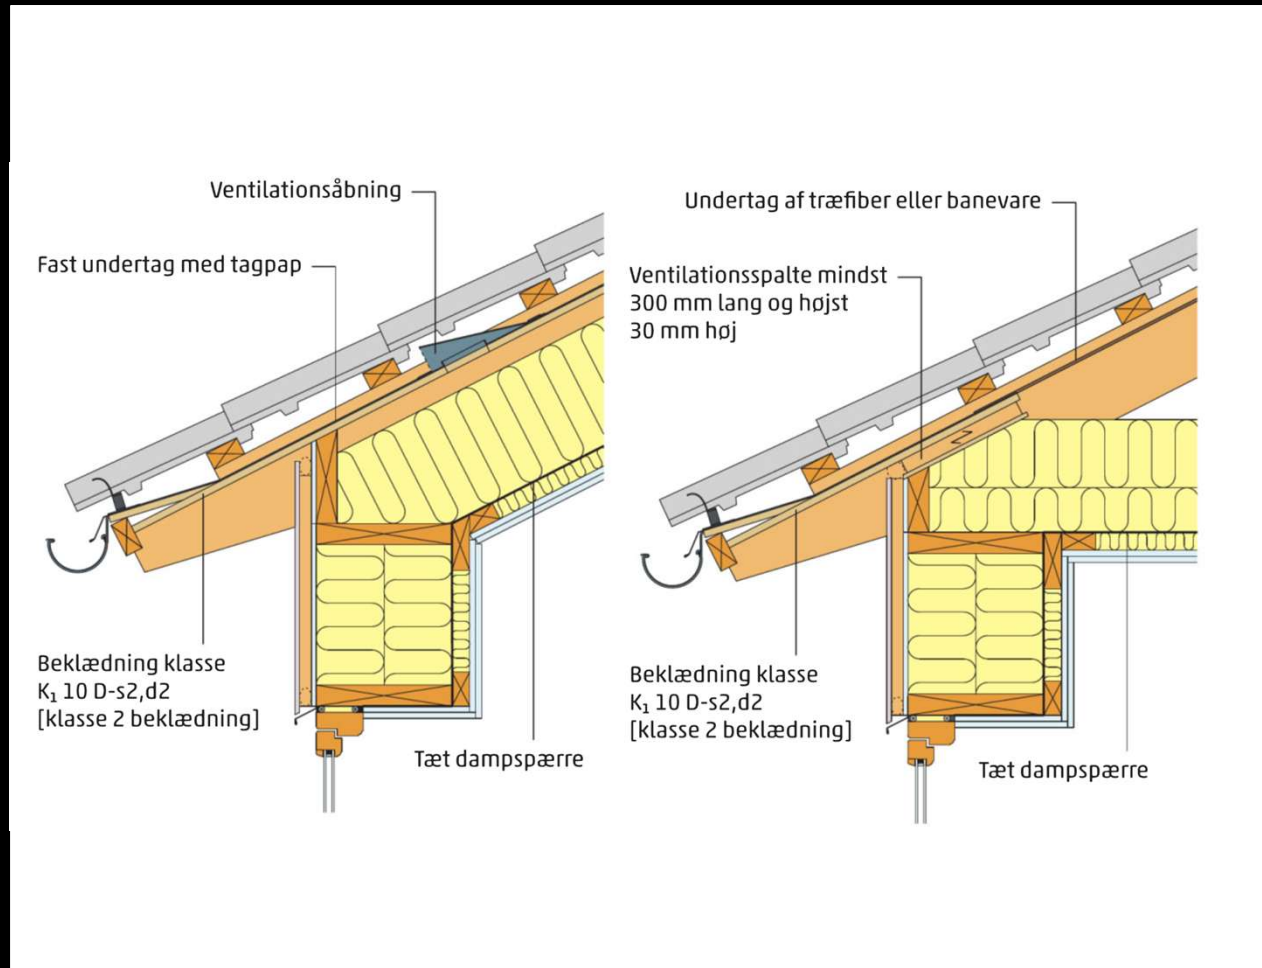 Ventilationsåbning
Fast undertag med tagpap
Beklædning klasse
K₁ 10 D-s2,d2
[klasse 2 beklædning]
Tæt dampspærre
Undertag af træfiber eller banevare
Ventilationsspalte mindst
300 mm lang og højst
30 mm høj
Beklædning klasse
K₁ 10 D-s2,d2
[klasse 2 beklædning]
Tæt dampspærre